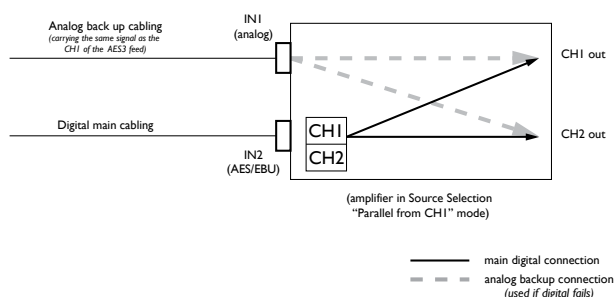 Analog back up cabling
(carrying the same signal as the
CH1 of the AES3 feed)
IN1
(analog)
CH1 out
Digital main cabling
CH1
CH2
CH2 out
IN2
(AES/EBU)
(amplifier in Source Selection
“Parallel from CH1” mode)
main digital connection
analog backup connection
(used if digital fails)